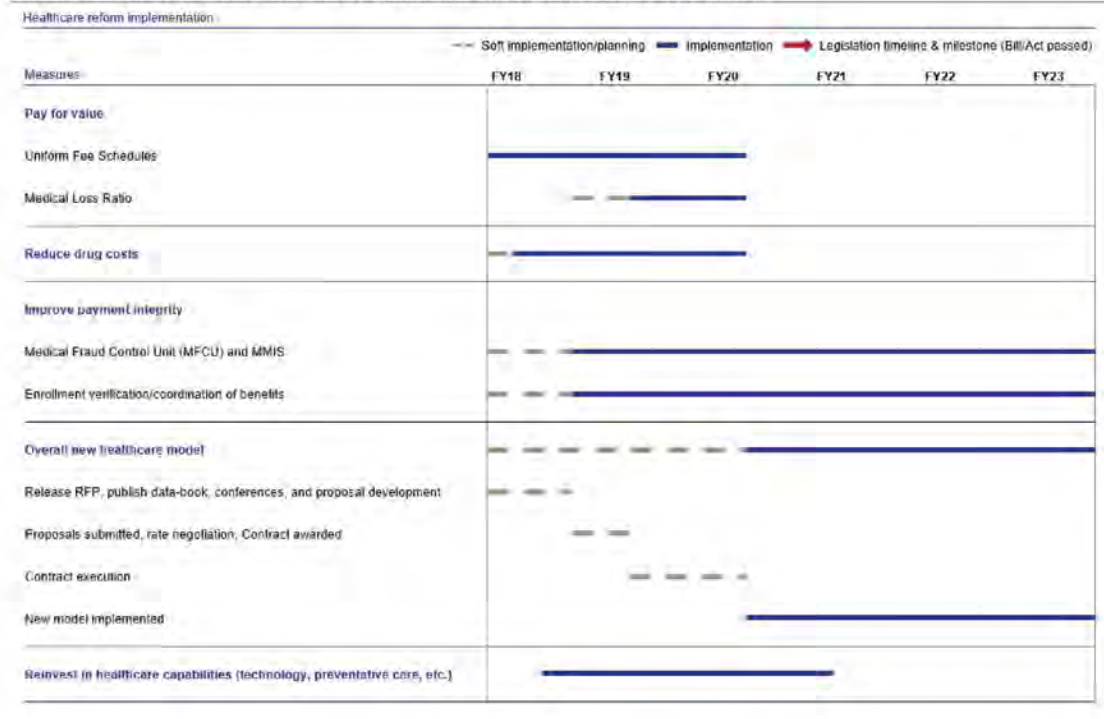 Healthcare reform implementation
Soft implementation/planning Implementation Legislation timeline & milestone (Bill/Act passed)
Measures FY18 FY19 FY20 FY21 FY22 FY23
Pay for value
Uniform Fee Schedules
Medical Loss Ratio
Reduce drug costs
Improve payment integrity
Medical Fraud Control Unit (MFCU) and MMIS
Enrollment verification/coordination of benefits
Overall new healthcare model
Release RFP, publish data-book, conferences, and proposal development
Proposals submitted, rate negotiation, Contract awarded
Contract execution
New model implemented
Reinvest in healthcare capabilities (technology, preventative care, etc.)